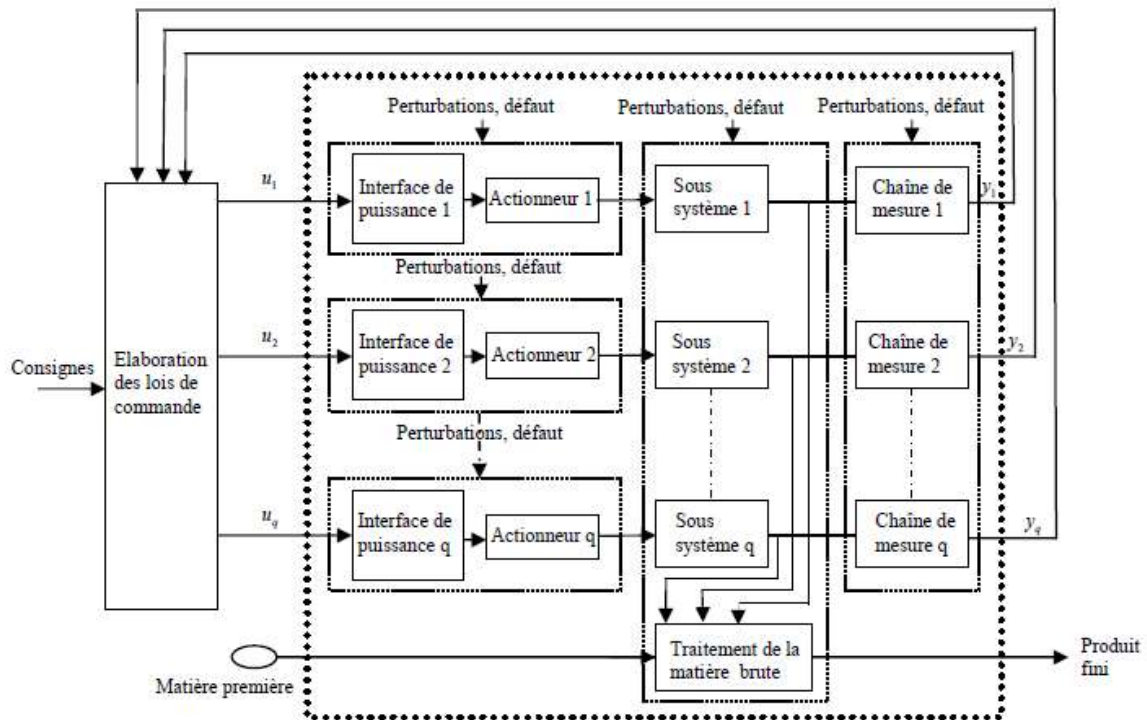 Perturbations, défaut
Perturbations, défaut
Perturbations, défaut
u₁
Interface de
puissance 1
Actionneur 1
Sous
système 1
Chaîne de
mesure 1
y₁
Perturbations, défaut
Consignes
Elaboration
des lois de
commande
u₂
Interface de
puissance 2
Actionneur 2
Sous
système 2
Chaîne de
mesure 2
y₂
Perturbations, défaut
u_q
Interface de
puissance q
Actionneur q
Sous
système q
Chaîne de
mesure q
y_q
Matière première
Traitement de la
matière brute
Produit
fini